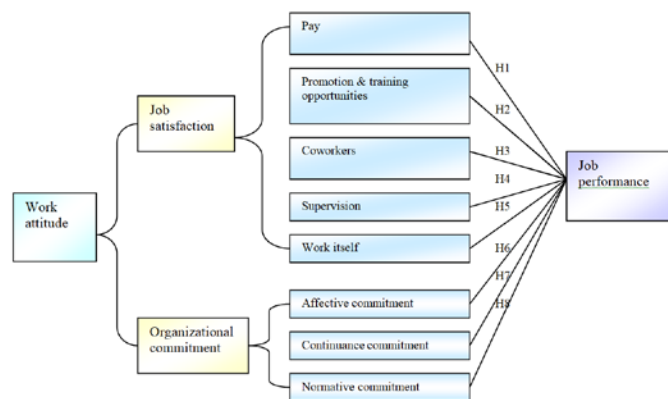 Pay
H1
Promotion & training
opportunities
H2
Job
satisfaction
Coworkers
H3
H4
Job
performance
Supervision
H5
Work
attitude
Work itself
H6
H7
Affective commitment
H8
Organizational
commitment
Continuance commitment
Normative commitment